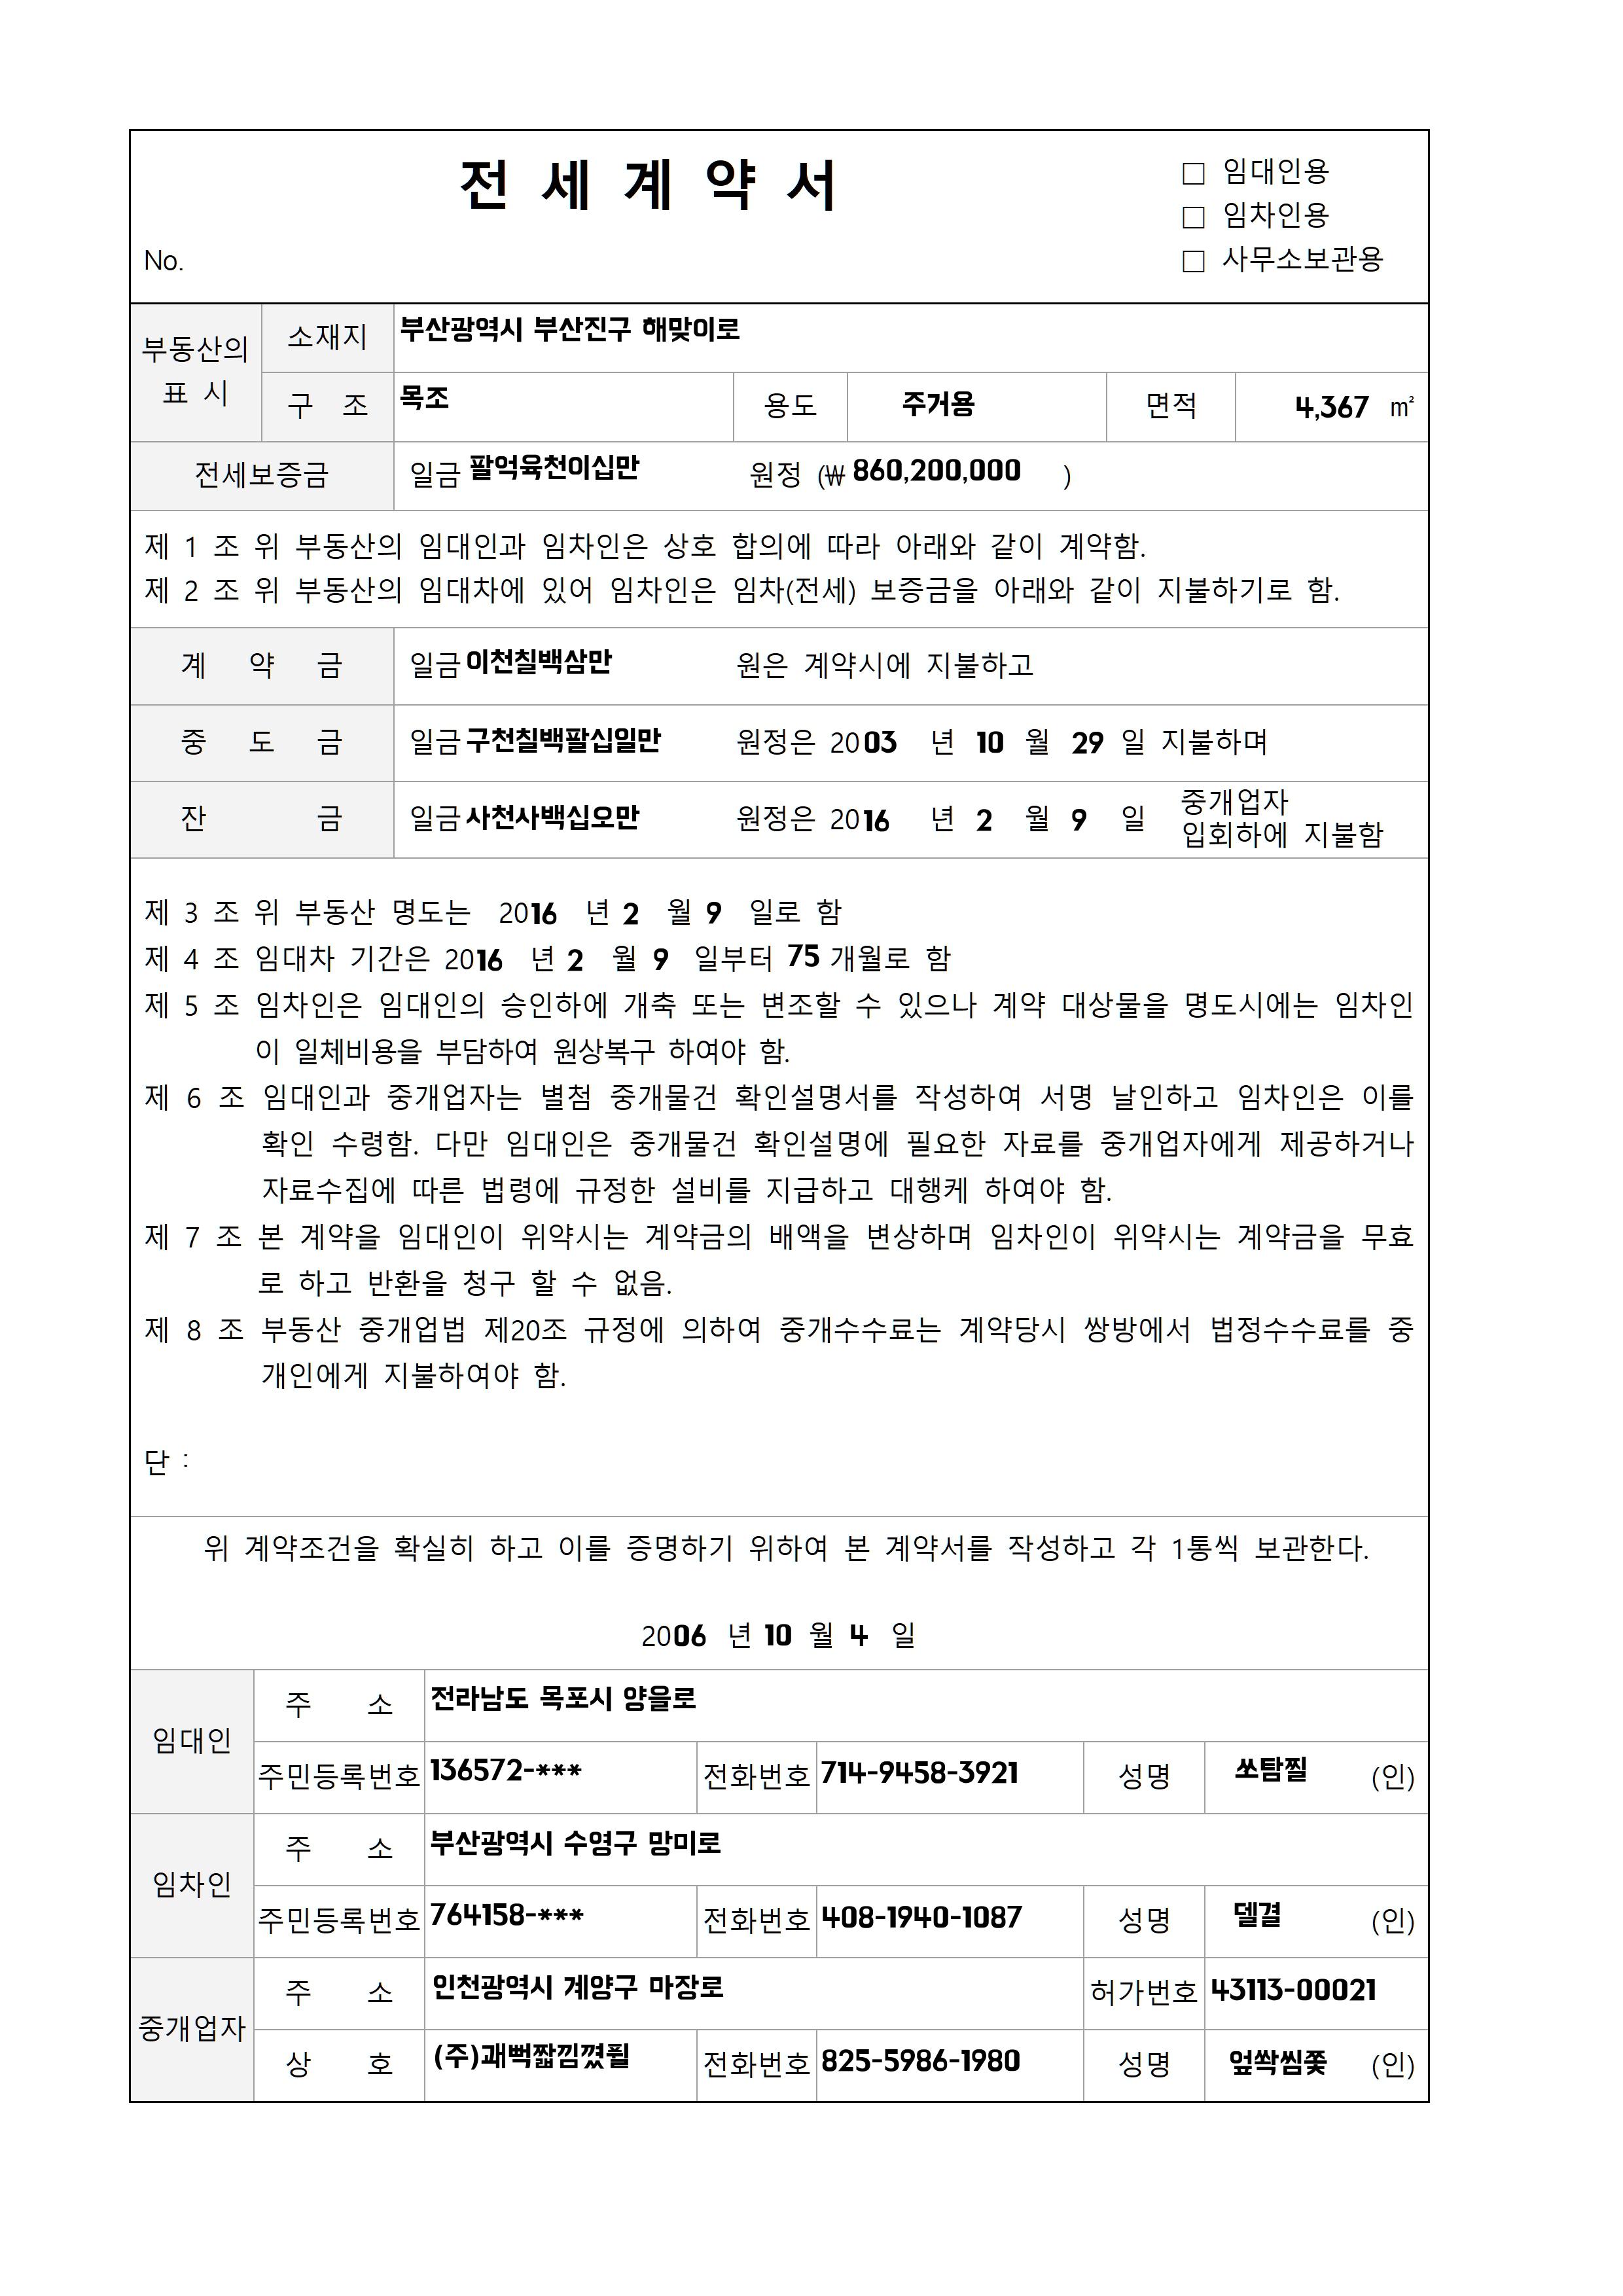 전 세 계 약 서
□ 임대인용
□ 임차인용
□ 사무소보관용
No.
부동산의 표 시
소재지 부산광역시 부산진구 해맞이로
구 조 목조 용도 주거용 면적 4,367 ㎡
전세보증금 일금 팔억육천이십만 원정 (₩ 860,200,000 )
제 1 조 위 부동산의 임대인과 임차인은 상호 합의에 따라 아래와 같이 계약함.
제 2 조 위 부동산의 임대차에 있어 임차인은 임차(전세) 보증금을 아래와 같이 지불하기로 함.
계 약 금 일금 이천칠백삼만 원은 계약시에 지불하고
중 도 금 일금 구천칠백팔십일만 원정은 2003 년 10 월 29 일 지불하며
잔 금 일금 사천사백십오만 원정은 2016 년 2 월 9 일 중개업자
입회하에 지불함
제 3 조 위 부동산 명도는 2016 년 2 월 9 일로 함
제 4 조 임대차 기간은 2016 년 2 월 9 일부터 75 개월로 함
제 5 조 임차인은 임대인의 승인하에 개축 또는 변조할 수 있으나 계약 대상물을 명도시에는 임차인
이 일체비용을 부담하여 원상복구 하여야 함.
제 6 조 임대인과 중개업자는 별첨 중개물건 확인설명서를 작성하여 서명 날인하고 임차인은 이를
확인 수령함. 다만 임대인은 중개물건 확인설명에 필요한 자료를 중개업자에게 제공하거나
자료수집에 따른 법령에 규정한 설비를 지급하고 대행케 하여야 함.
제 7 조 본 계약을 임대인이 위약시는 계약금의 배액을 변상하며 임차인이 위약시는 계약금을 무효
로 하고 반환을 청구 할 수 없음.
제 8 조 부동산 중개업법 제20조 규정에 의하여 중개수수료는 계약당시 쌍방에서 법정수수료를 중
개인에게 지불하여야 함.
단 :
위 계약조건을 확실히 하고 이를 증명하기 위하여 본 계약서를 작성하고 각 1통씩 보관한다.
2006 년 10 월 4 일
임대인
주 소 전라남도 목포시 양을로
주민등록번호 136572-*** 전화번호 714-9458-3921 성명 쏘탐찔 (인)
임차인
주 소 부산광역시 수영구 망미로
주민등록번호 764158-*** 전화번호 408-1940-1087 성명 델결 (인)
중개업자
주 소 인천광역시 계양구 마장로 허가번호 43113-00021
상 호 (주)괘뻑짧낌꼈퓔 전화번호 825-5986-1980 성명 엎싹씸쫓 (인)